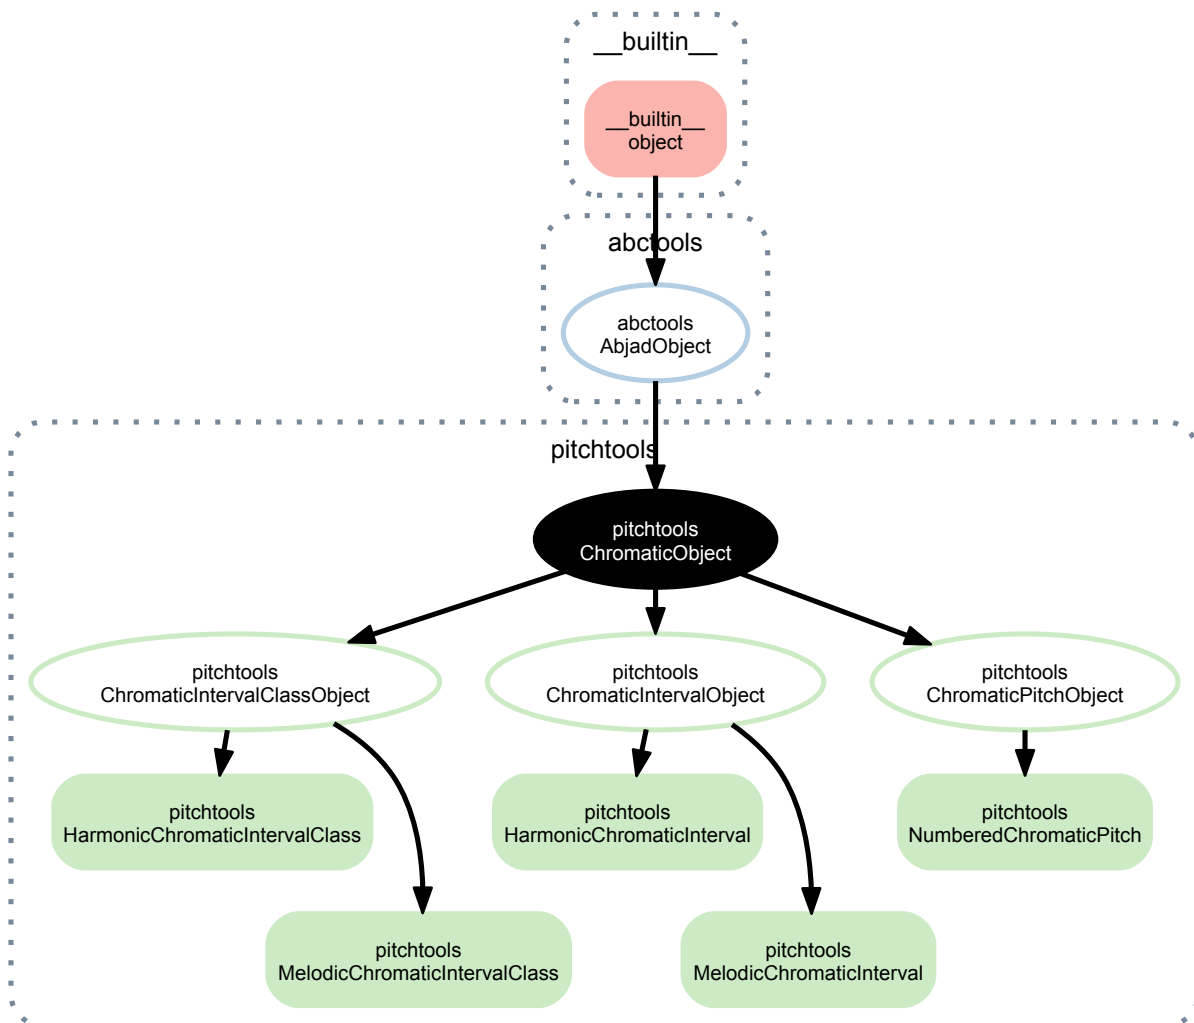 __builtin__
__builtin__
object
abctools
abctools
AbjadObject
pitchtools
pitchtools
ChromaticObject
pitchtools
ChromaticIntervalClassObject
pitchtools
ChromaticIntervalObject
pitchtools
ChromaticPitchObject
pitchtools
HarmonicChromaticIntervalClass
pitchtools
HarmonicChromaticInterval
pitchtools
NumberedChromaticPitch
pitchtools
MelodicChromaticIntervalClass
pitchtools
MelodicChromaticInterval